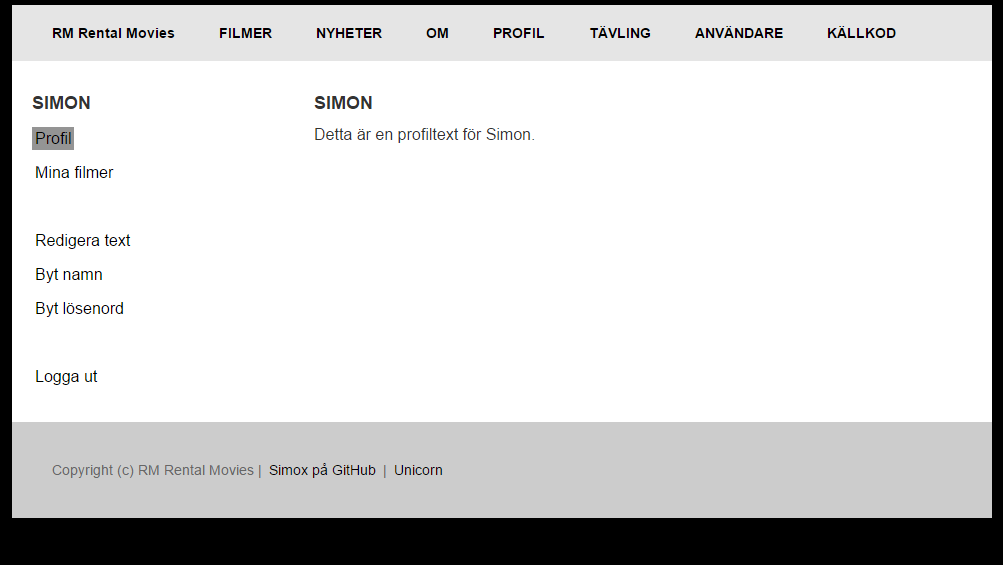 RM Rental Movies FILMER NYHETER OM PROFIL TÄVLING ANVÄNDARE KÄLLKOD
SIMON
Profil
Mina filmer
Redigera text
Byt namn
Byt lösenord
Logga ut
SIMON
Detta är en profiltext för Simon.
Copyright (c) RM Rental Movies | Simox på GitHub | Unicorn